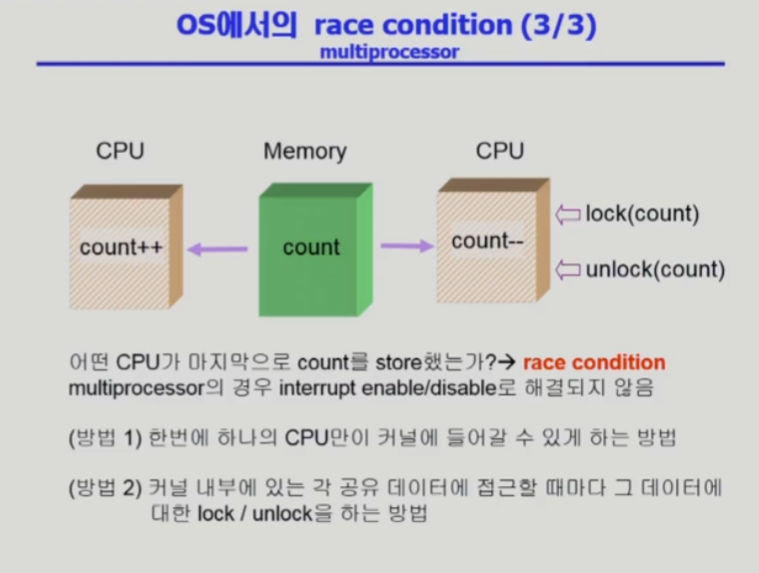 OS에서의 race condition (3/3)
multiprocessor
CPU Memory CPU
count++ count count--
lock(count)
unlock(count)
어떤 CPU가 마지막으로 count를 store했는가?→ race condition
multiprocessor의 경우 interrupt enable/disable로 해결되지 않음
(방법 1) 한번에 하나의 CPU만이 커널에 들어갈 수 있게 하는 방법
(방법 2) 커널 내부에 있는 각 공유 데이터에 접근할 때마다 그 데이터에
대한 lock / unlock을 하는 방법